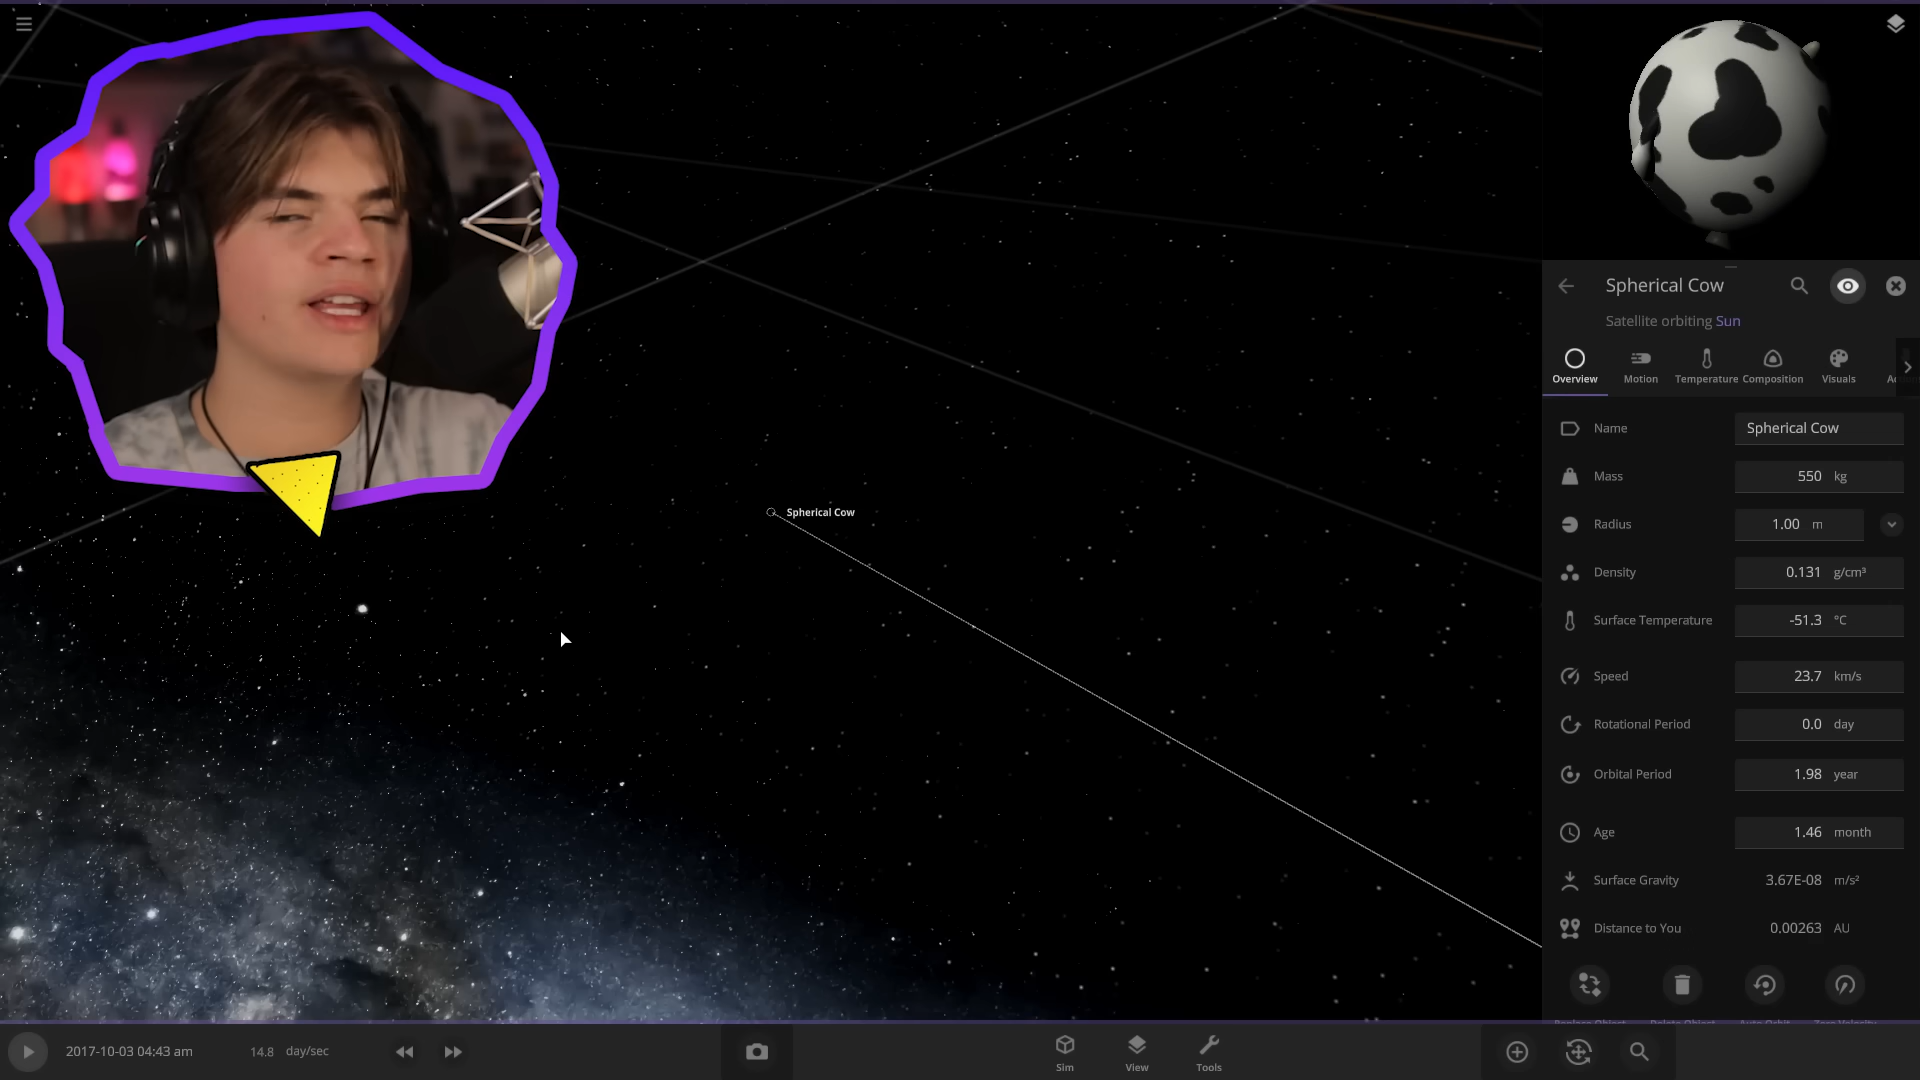 Spherical Cow
Spherical Cow
Satellite orbiting Sun
Overview
Motion
Temperature
Composition
Visuals
Name Spherical Cow
Mass 550 kg
Radius 1.00 m
Density 0.131 g/cm³
Surface Temperature -51.3 °C
Speed 23.7 km/s
Rotational Period 0.0 day
Orbital Period 1.98 year
Age 1.46 month
Surface Gravity 3.67E-08 m/s²
Distance to You 0.00263 AU
2017-10-03 04:43 am
14.8 day/sec
Sim
View
Tools